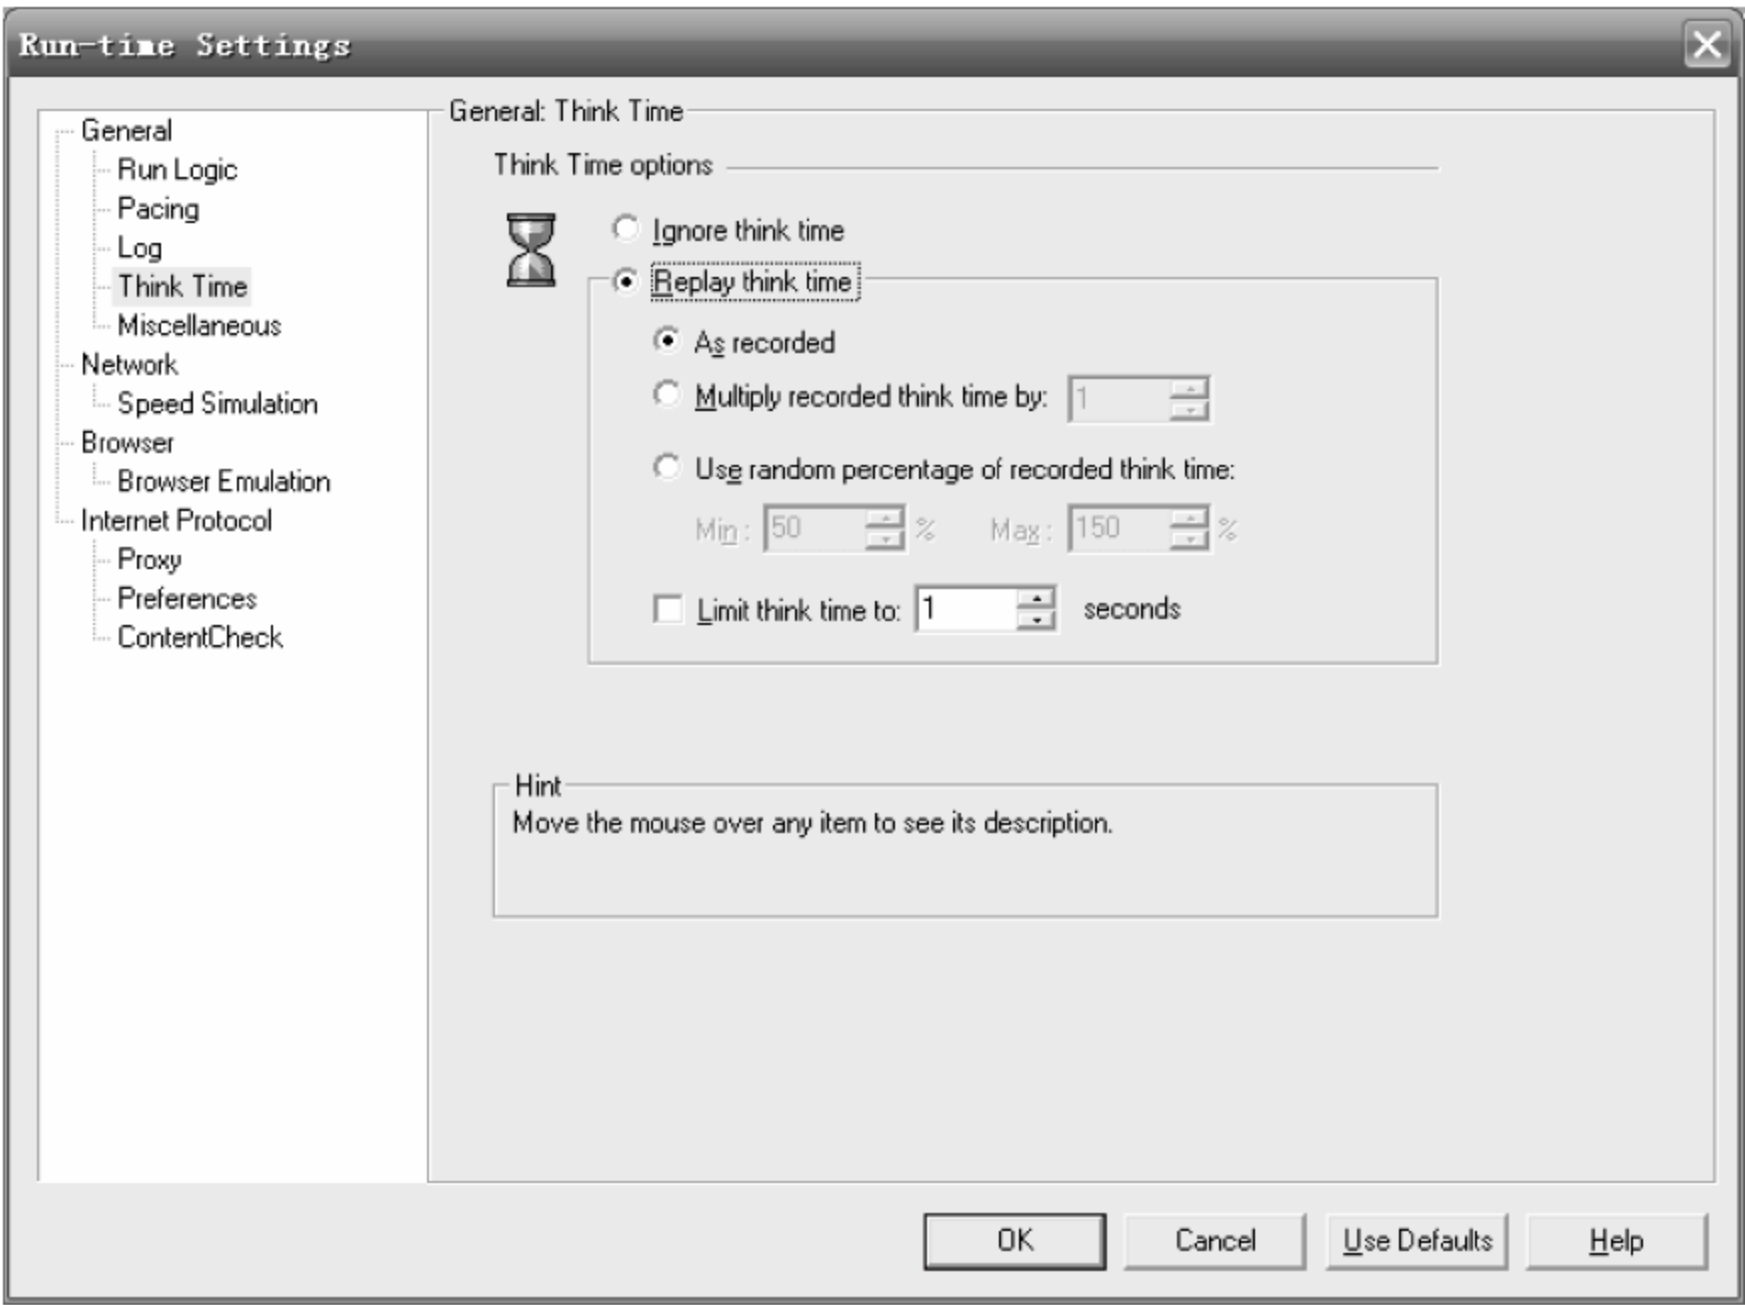 Run-time Settings
General
Run Logic
Pacing
Log
Think Time
Miscellaneous
Network
Speed Simulation
Browser
Browser Emulation
Internet Protocol
Proxy
Preferences
ContentCheck
General: Think Time
Think Time options
Ignore think time
Replay think time
As recorded
Multiply recorded think time by: 1
Use random percentage of recorded think time:
Min: 50 % Max: 150 %
Limit think time to: 1 seconds
Hint
Move the mouse over any item to see its description.
OK Cancel Use Defaults Help